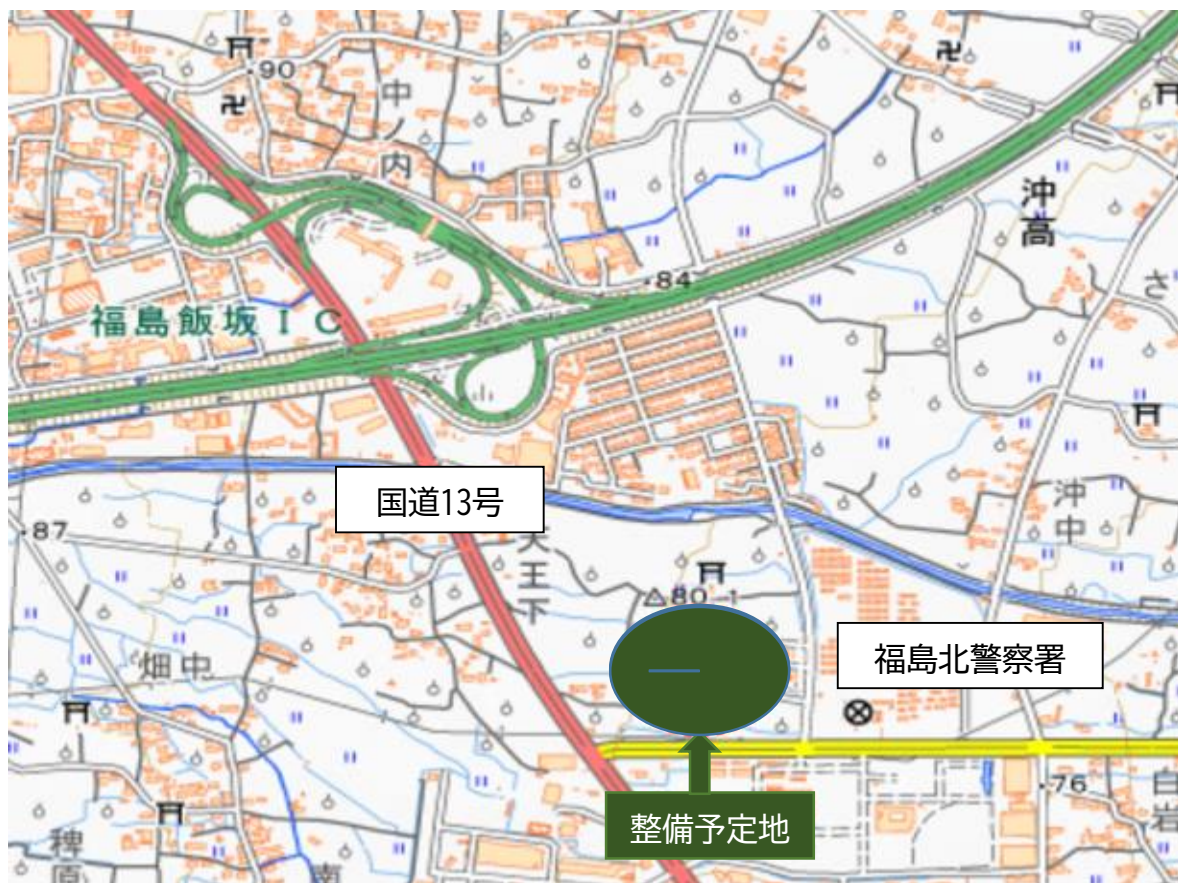 90
中ノ内
沖高
さ
84
福島飯坂IC
国道13号
87
天王下
沖中
80.1
福島北警察署
畑中
整備予定地
76
白岩
南